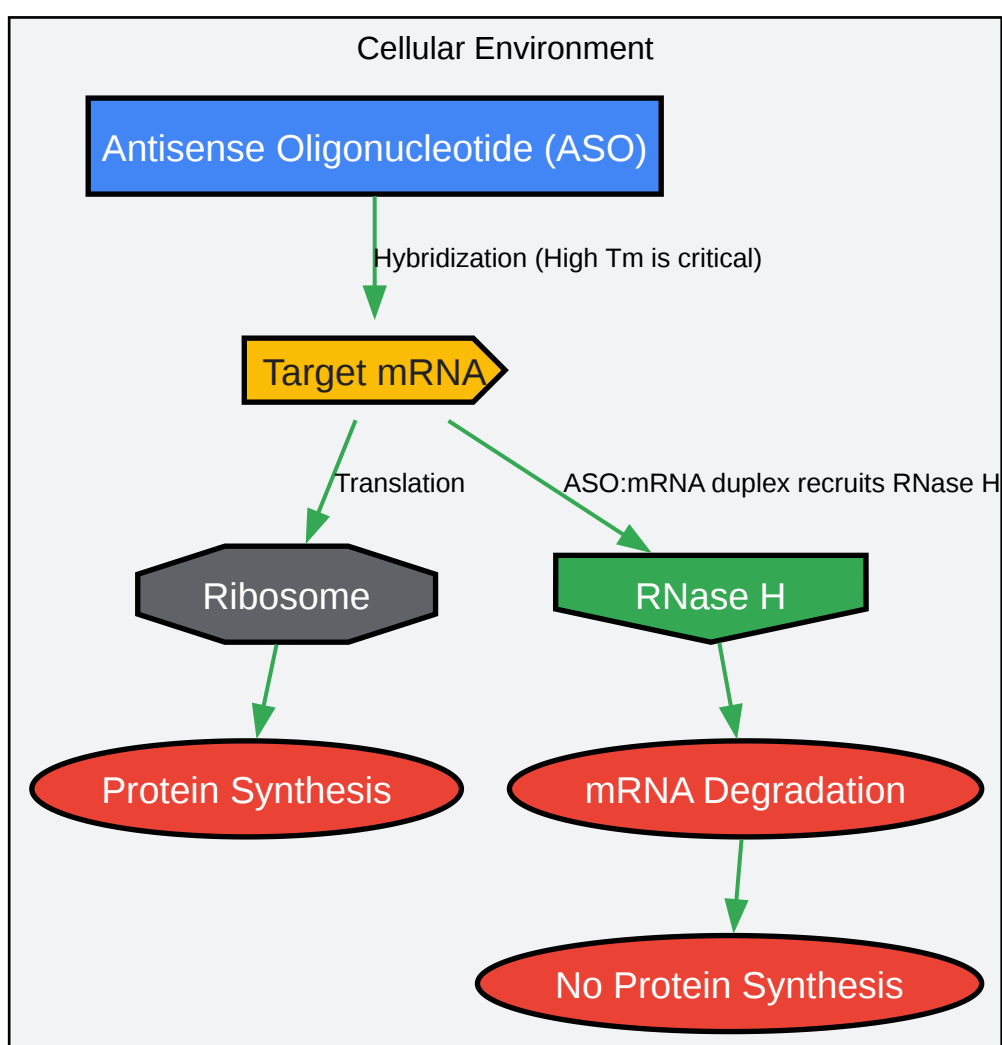 Cellular Environment
Antisense Oligonucleotide (ASO)
Hybridization (High Tm is critical)
Target mRNA
Translation
ASO:mRNA duplex recruits RNase H
Ribosome
RNase H
Protein Synthesis
mRNA Degradation
No Protein Synthesis